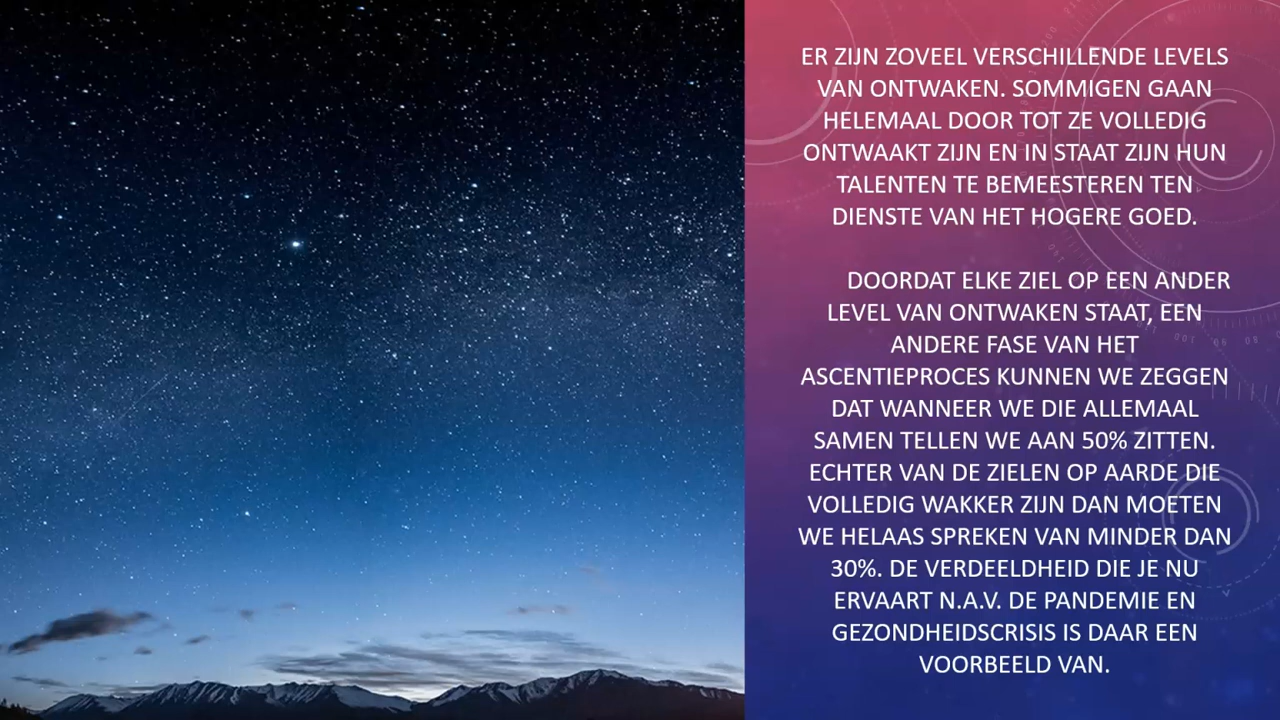 ER ZIJN ZOVEEL VERSCHILLENDE LEVELS
VAN ONTWAKEN. SOMMIGEN GAAN
HELEMAAL DOOR TOT ZE VOLLEDIG
ONTWAAKT ZIJN EN IN STAAT ZIJN HUN
TALENTEN TE BEMEESTEREN TEN
DIENSTE VAN HET HOGERE GOED.
DOORDAT ELKE ZIEL OP EEN ANDER
LEVEL VAN ONTWAKEN STAAT, EEN
ANDERE FASE VAN HET
ASCENTIEPROCES KUNNEN WE ZEGGEN
DAT WANNEER WE DIE ALLEMAAL
SAMEN TELLEN WE AAN 50% ZITTEN.
ECHTER VAN DE ZIELEN OP AARDE DIE
VOLLEDIG WAKKER ZIJN DAN MOETEN
WE HELAAS SPREKEN VAN MINDER DAN
30%. DE VERDEELDHEID DIE JE NU
ERVAART N.A.V. DE PANDEMIE EN
GEZONDHEIDSCRISIS IS DAAR EEN
VOORBEELD VAN.